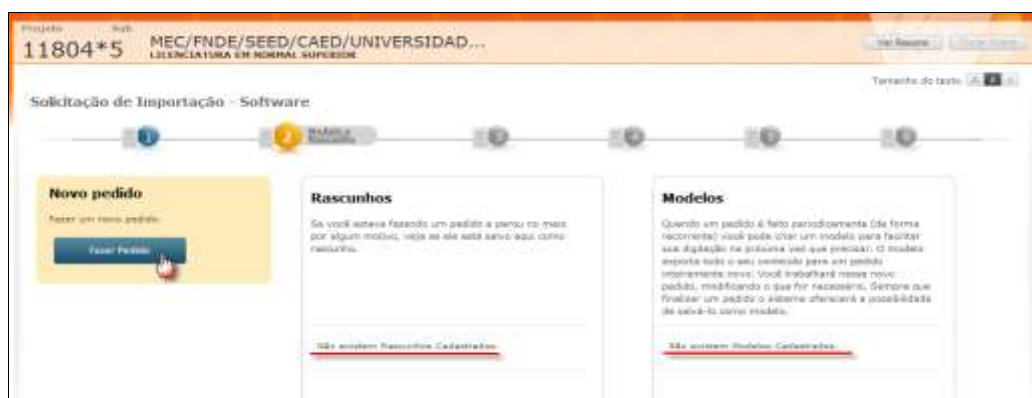 Projeto Sub
11804*5 MEC/FNDE/SEED/CAED/UNIVERSIDAD...
LICENCIATURA EM NORMAL SUPERIOR
Ver Resumo
Tamanho do texto A A A
Solicitação de Importação - Software
1 2 Modelos e Rascunhos 3 4 5 6
Novo pedido
Fazer um novo pedido.
Fazer Pedido
Rascunhos
Se você estava fazendo um pedido e parou no meio
por algum motivo, veja se ele está salvo aqui como
rascunho.
Não existem Rascunhos Cadastrados.
Modelos
Quando um pedido é feito periodicamente (de forma
recorrente) você pode criar um modelo para facilitar
sua digitação na próxima vez que precisar. O modelo
exporta todo o seu conteúdo para um pedido
inteiramente novo. Você trabalhará nesse novo
pedido, modificando o que for necessário. Sempre que
finalizar um pedido o sistema oferecerá a possibilidade
de salvá-lo como modelo.
Não existem Modelos Cadastrados.